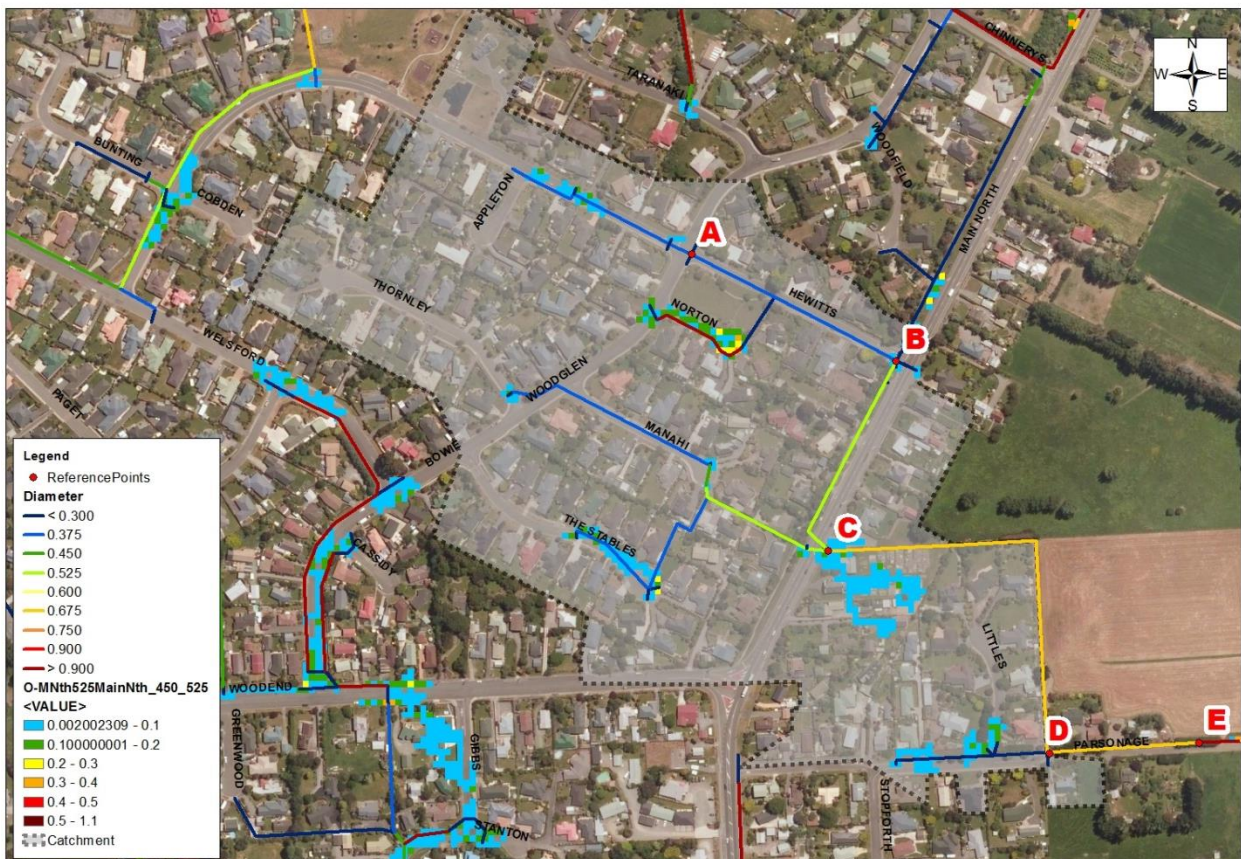 CHINNERYS
N
W E
S
TARANAKI
WOODFIELD
BUNTING
COBDEN
APPLETON
MAIN NORTH
A
THORNLEY
NORTON
HEWITTS
WELSFORD
B
PAGET
WOODGLEN
MANAHI
BOWIE
THE STABLES
C
CASSIDY
LITTLES
WOODEND
GREENWOOD
GIBBS
D
PARSONAGE
E
STOPFORTH
STANTON
Legend
ReferencePoints
Diameter
< 0.300
0.375
0.450
0.525
0.600
0.675
0.750
0.900
> 0.900
O-MNth525MainNth_450_525
<VALUE>
0.002002309 - 0.1
0.100000001 - 0.2
0.2 - 0.3
0.3 - 0.4
0.4 - 0.5
0.5 - 1.1
Catchment